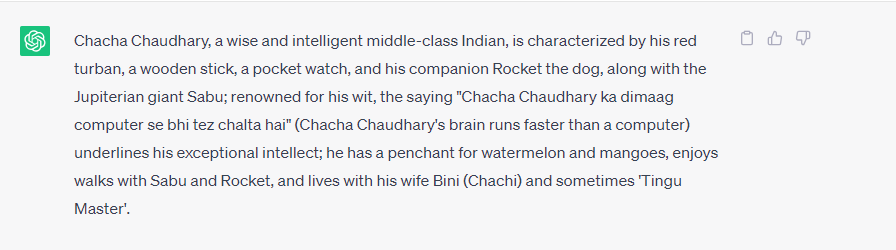 Chacha Chaudhary, a wise and intelligent middle-class Indian, is characterized by his red
turban, a wooden stick, a pocket watch, and his companion Rocket the dog, along with the
Jupiterian giant Sabu; renowned for his wit, the saying "Chacha Chaudhary ka dimaag
computer se bhi tez chalta hai" (Chacha Chaudhary's brain runs faster than a computer)
underlines his exceptional intellect; he has a penchant for watermelon and mangoes, enjoys
walks with Sabu and Rocket, and lives with his wife Bini (Chachi) and sometimes 'Tingu
Master'.